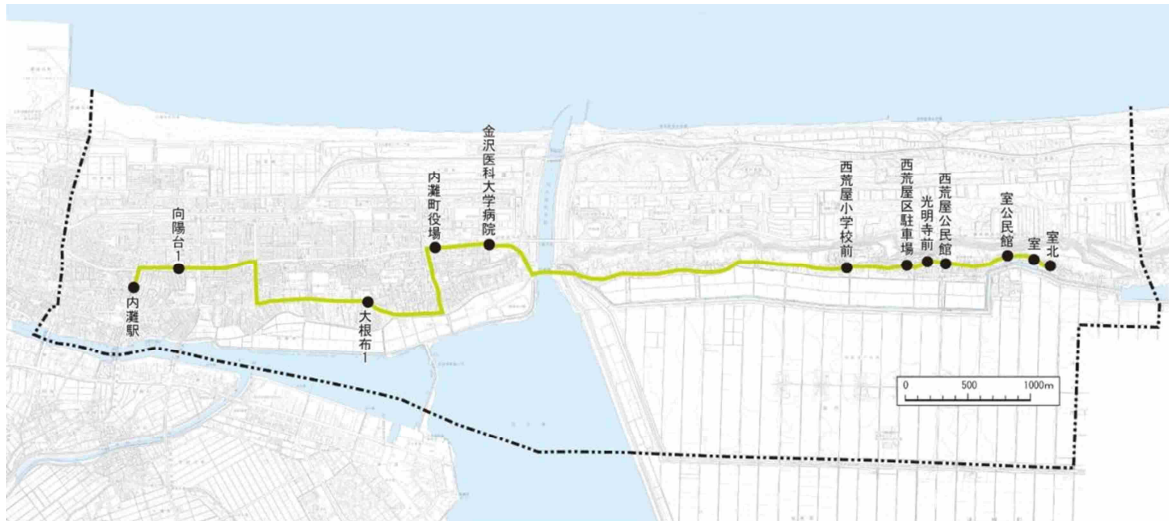 内灘駅
向陽台1
大根布1
内灘町役場
金沢医科大学病院
西荒屋小学校前
西荒屋区駐車場
光明寺前
西荒屋公民館
室公民館
室
室北
0 500 1000m